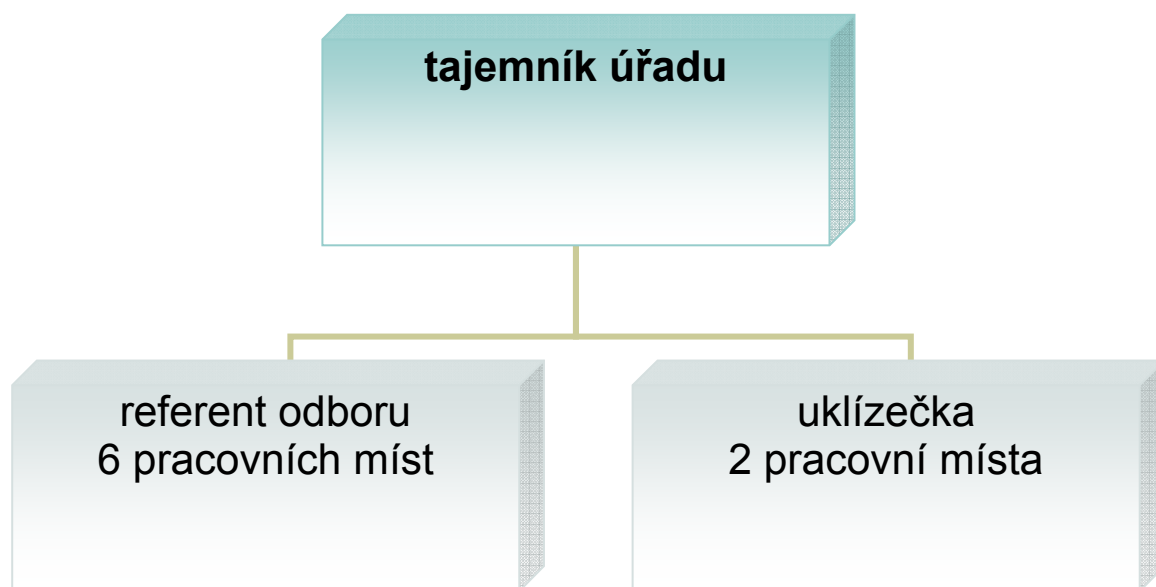 tajemník úřadu
referent odboru
6 pracovních míst
uklízečka
2 pracovní místa